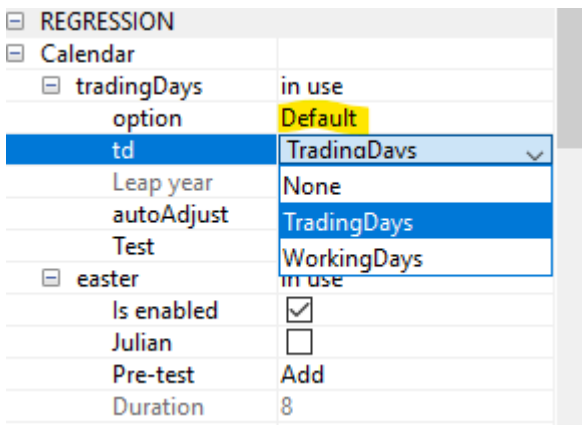 REGRESSION
Calendar
tradingDays in use
option Default
td TradingDays
Leap year None
autoAdjust TradingDays
Test WorkingDays
easter in use
Is enabled
Julian
Pre-test Add
Duration 8